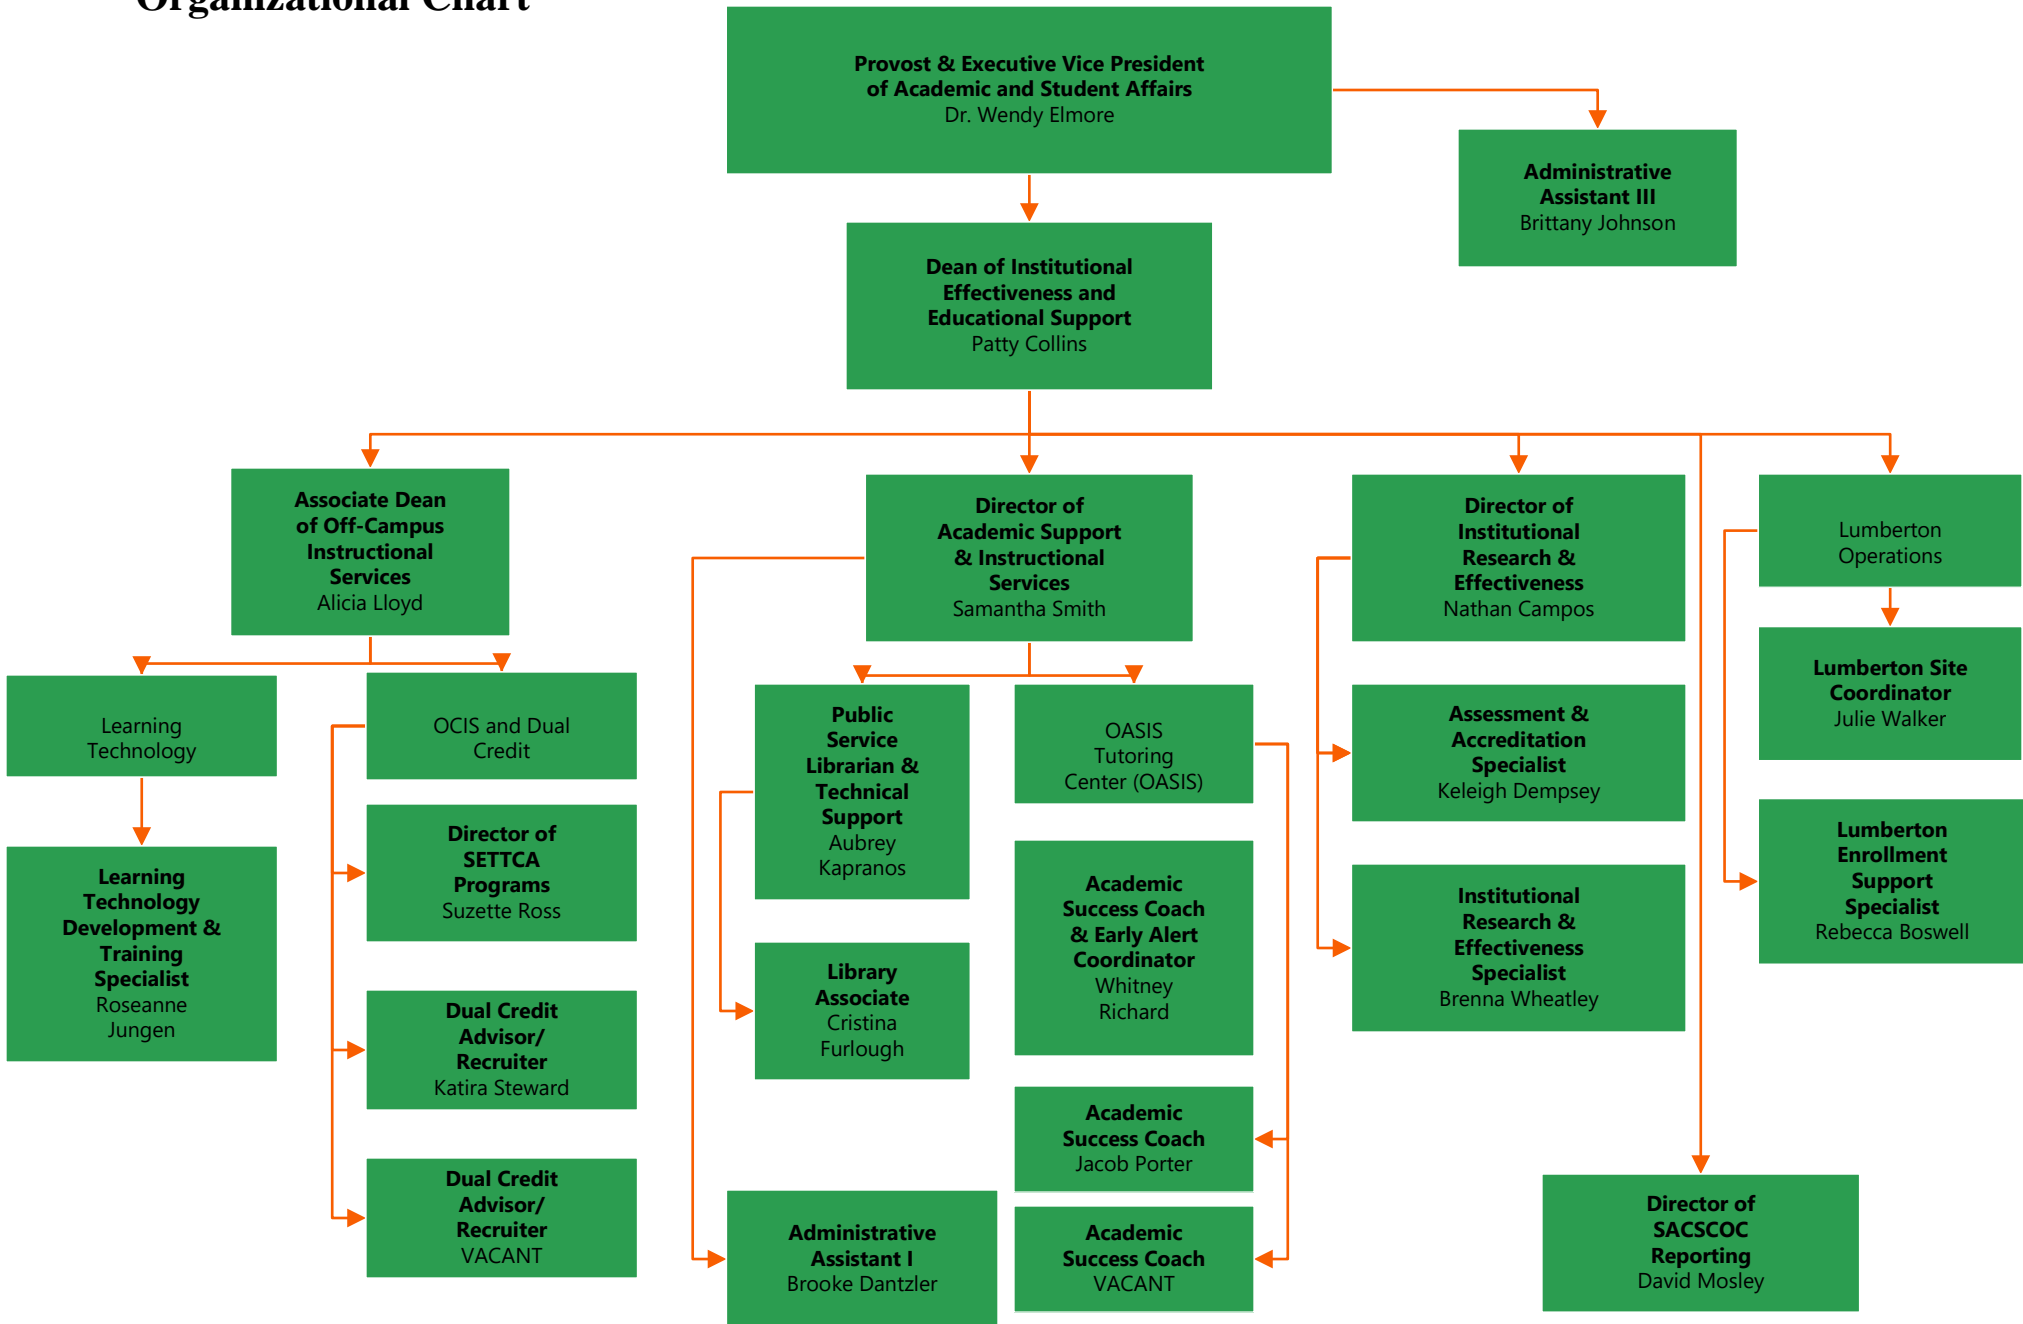 Organizational Chart
Provost & Executive Vice President
of Academic and Student Affairs
Dr. Wendy Elmore
Administrative
Assistant III
Brittany Johnson
Dean of Institutional
Effectiveness and
Educational Support
Patty Collins
Associate Dean
of Off-Campus
Instructional
Services
Alicia Lloyd
Director of
Academic Support
& Instructional
Services
Samantha Smith
Director of
Institutional
Research &
Effectiveness
Nathan Campos
Lumberton
Operations
Learning
Technology
OCIS and Dual
Credit
Public
Service
Librarian &
Technical
Support
Aubrey
Kapranos
OASIS
Tutoring
Center (OASIS)
Assessment &
Accreditation
Specialist
Keleigh Dempsey
Lumberton Site
Coordinator
Julie Walker
Learning
Technology
Development &
Training
Specialist
Roseanne
Jungen
Director of
SETTCA
Programs
Suzette Ross
Academic
Success Coach
& Early Alert
Coordinator
Whitney
Richard
Institutional
Research &
Effectiveness
Specialist
Brenna Wheatley
Lumberton
Enrollment
Support
Specialist
Rebecca Boswell
Library
Associate
Cristina
Furlough
Dual Credit
Advisor/
Recruiter
Katira Steward
Academic
Success Coach
Jacob Porter
Dual Credit
Advisor/
Recruiter
VACANT
Administrative
Assistant I
Brooke Dantzler
Academic
Success Coach
VACANT
Director of
SACSCOC
Reporting
David Mosley